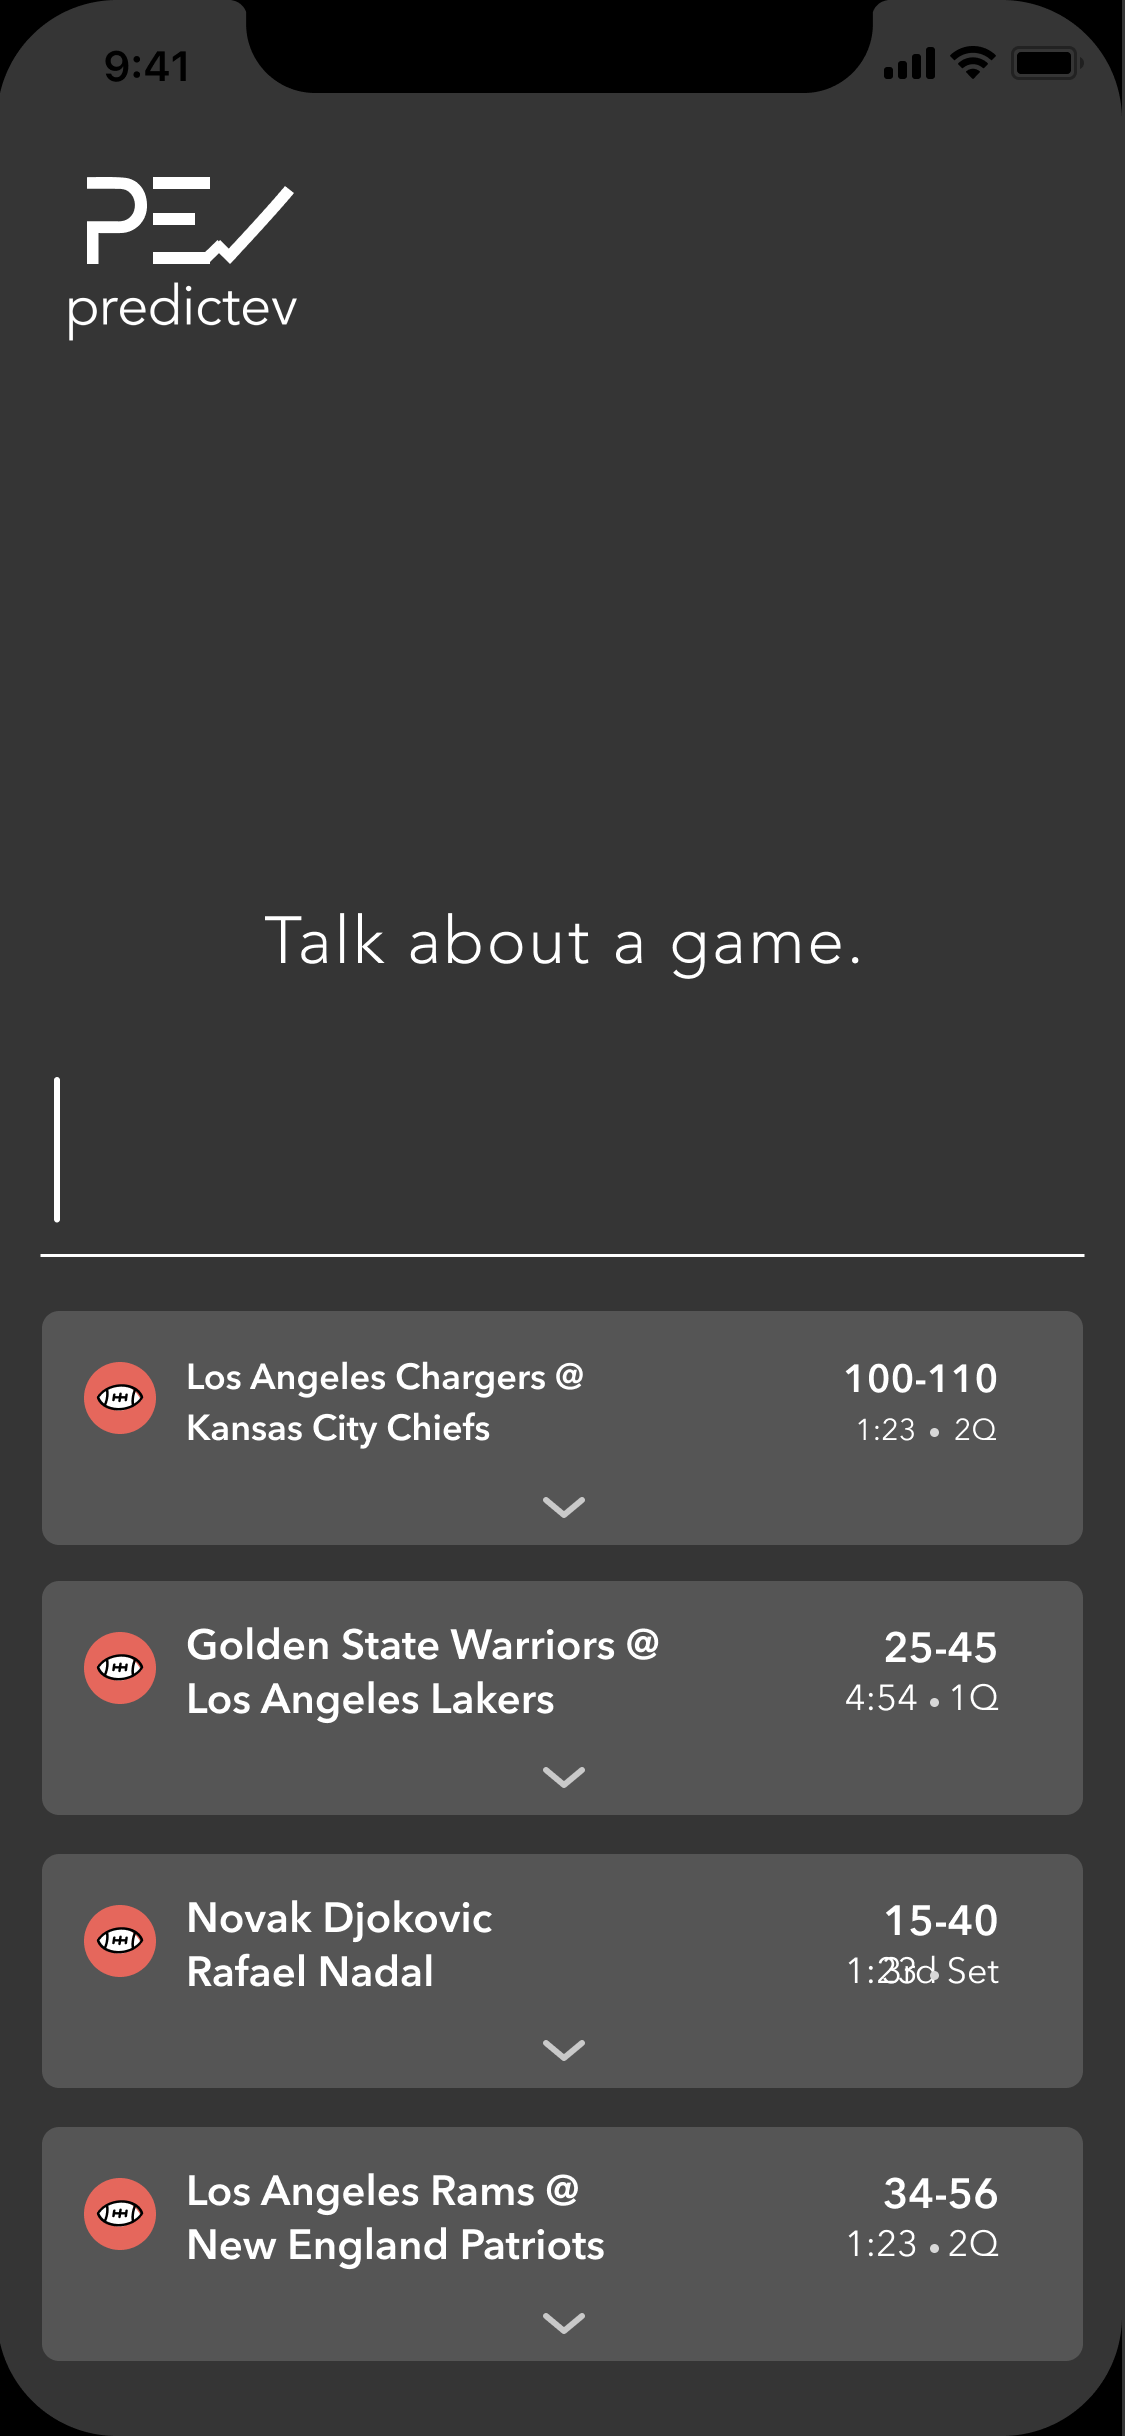 9:41
PE
predictev
Talk about a game.
Los Angeles Chargers @
Kansas City Chiefs
100-110
1:23 • 2Q
Golden State Warriors @
Los Angeles Lakers
25-45
4:54 • 1Q
Novak Djokovic
Rafael Nadal
15-40
1:23 • 3rd Set
Los Angeles Rams @
New England Patriots
34-56
1:23 • 2Q